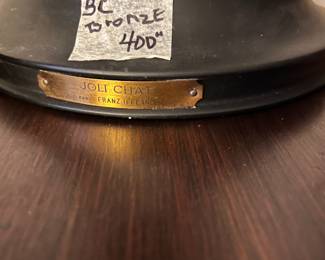 BC
BRONZE
400"
JOLI CHAT
FRANZ